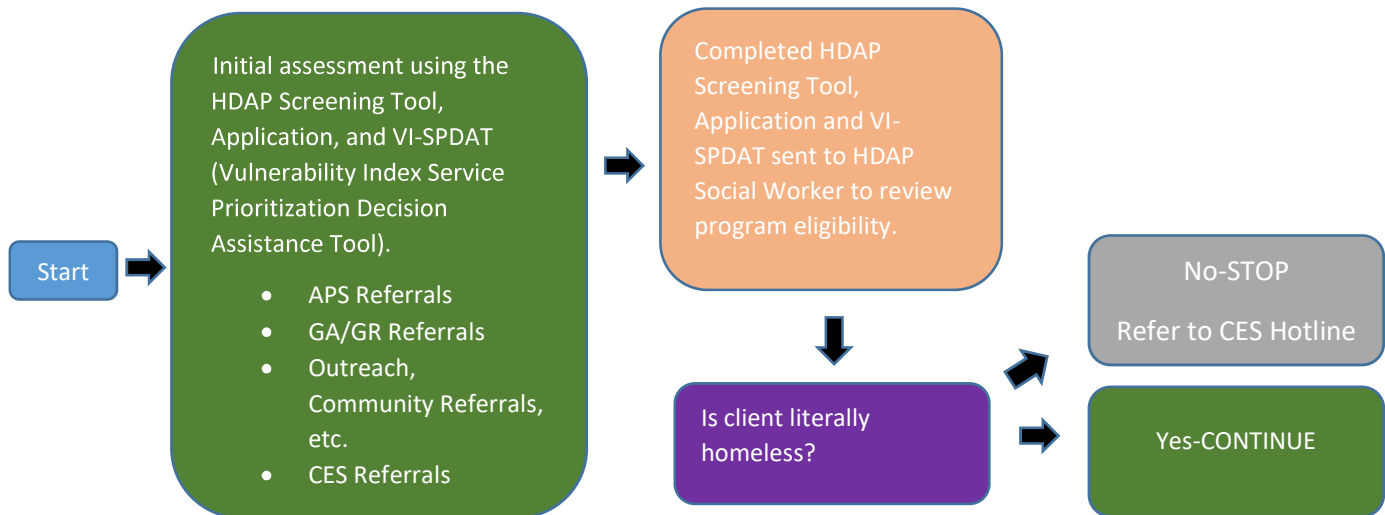 Start
Initial assessment using the
HDAP Screening Tool,
Application, and VI-SPDAT
(Vulnerability Index Service
Prioritization Decision
Assistance Tool).
• APS Referrals
• GA/GR Referrals
• Outreach,
Community Referrals,
etc.
• CES Referrals
Completed HDAP
Screening Tool,
Application and VI-
SPDAT sent to HDAP
Social Worker to review
program eligibility.
Is client literally
homeless?
No-STOP
Refer to CES Hotline
Yes-CONTINUE